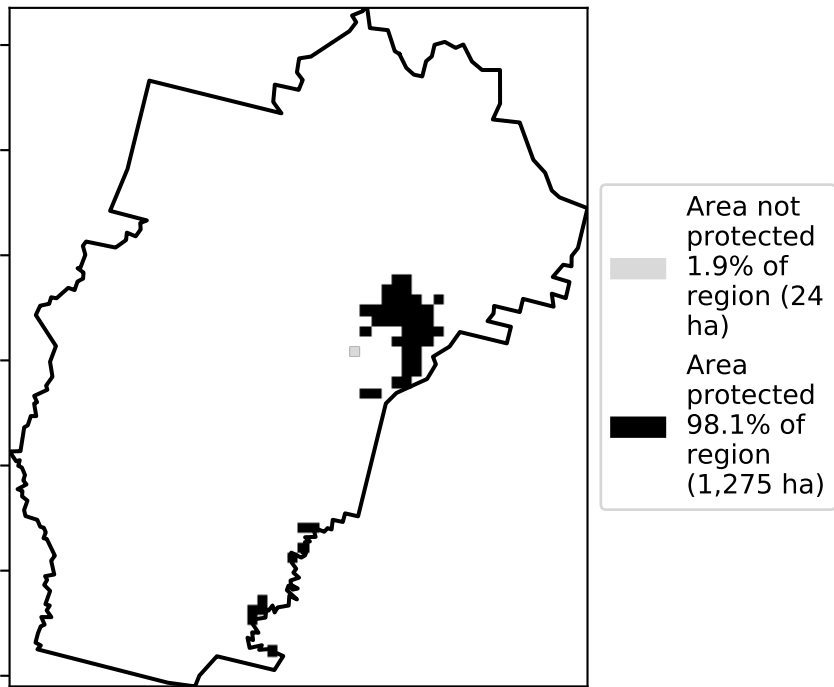 Area not
protected
1.9% of
region (24
ha)
Area
protected
98.1% of
region
(1,275 ha)